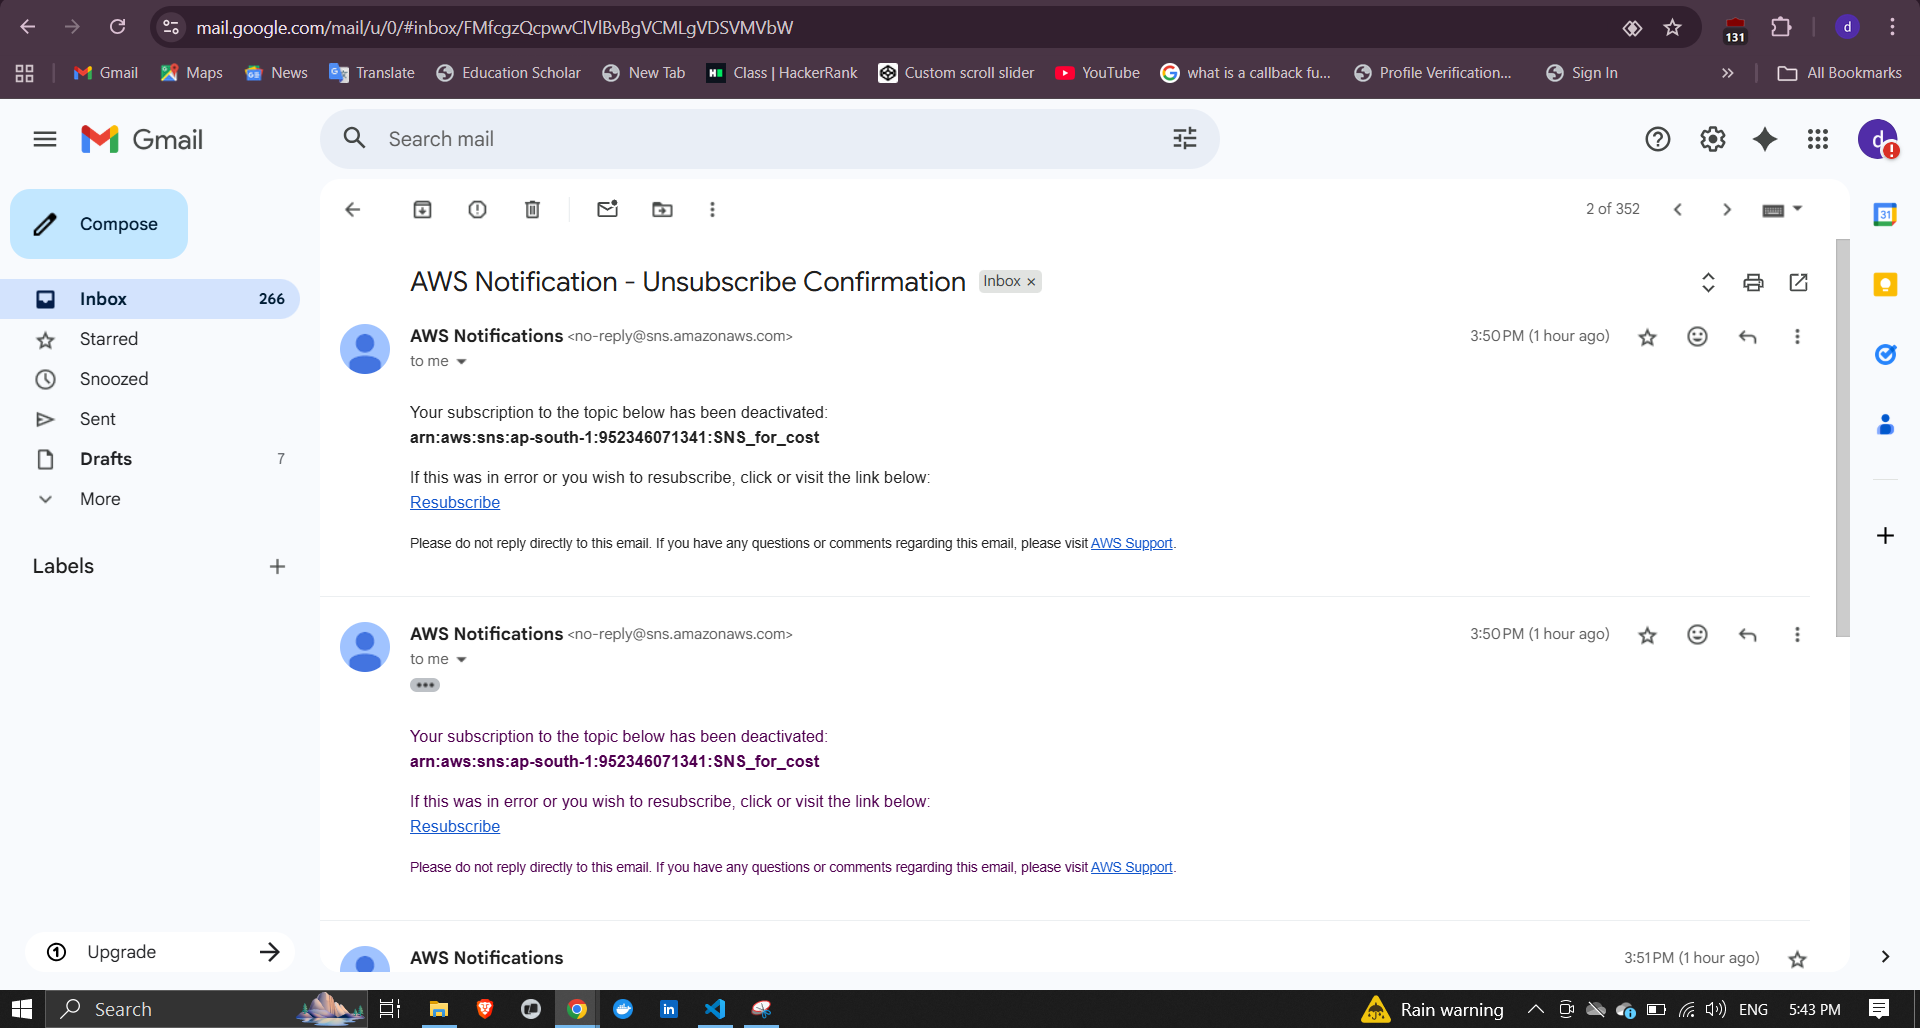 mail.google.com/mail/u/0/#inbox/FMfcgzQcpwvClVlBvBgVCMLgVDSVMVbW
131
d
Gmail
Maps
News
Translate
Education Scholar
New Tab
Class | HackerRank
Custom scroll slider
YouTube
what is a callback fu...
Profile Verification...
Sign In
All Bookmarks
Gmail
Search mail
d
Compose
2 of 352
Inbox 266
Starred
Snoozed
Sent
Drafts 7
More
Labels
Upgrade
AWS Notification - Unsubscribe Confirmation Inbox
AWS Notifications <no-reply@sns.amazonaws.com> 3:50 PM (1 hour ago)
to me
Your subscription to the topic below has been deactivated:
arn:aws:sns:ap-south-1:952346071341:SNS_for_cost
If this was in error or you wish to resubscribe, click or visit the link below:
Resubscribe
Please do not reply directly to this email. If you have any questions or comments regarding this email, please visit AWS Support.
AWS Notifications <no-reply@sns.amazonaws.com> 3:50 PM (1 hour ago)
to me
Your subscription to the topic below has been deactivated:
arn:aws:sns:ap-south-1:952346071341:SNS_for_cost
If this was in error or you wish to resubscribe, click or visit the link below:
Resubscribe
Please do not reply directly to this email. If you have any questions or comments regarding this email, please visit AWS Support.
AWS Notifications 3:51 PM (1 hour ago)
31
Search
Rain warning
ENG
5:43 PM